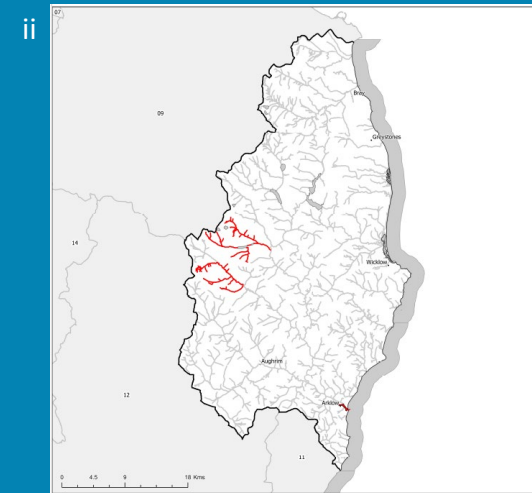 ii
07
09
Bray
Greystones
14
Wicklow
Aughrim
12
Arklow
11
0 4.5 9 18 Kms